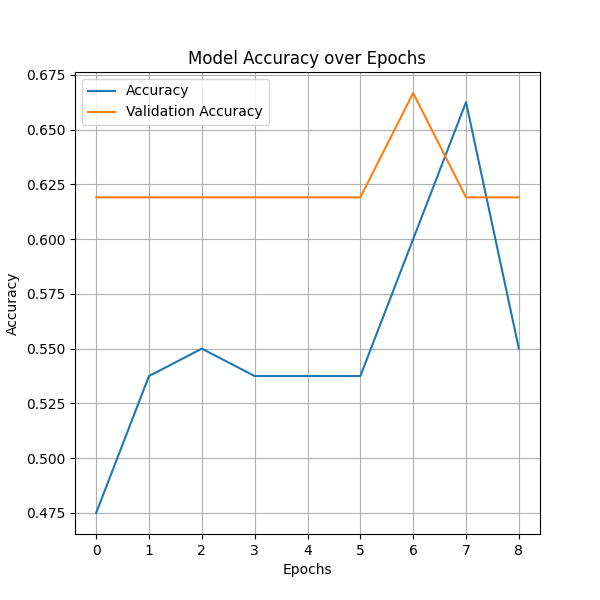 Model Accuracy over Epochs
Accuracy
Validation Accuracy
0.675
0.650
0.625
0.600
0.575
0.550
0.525
0.500
0.475
Accuracy
0 1 2 3 4 5 6 7 8
Epochs